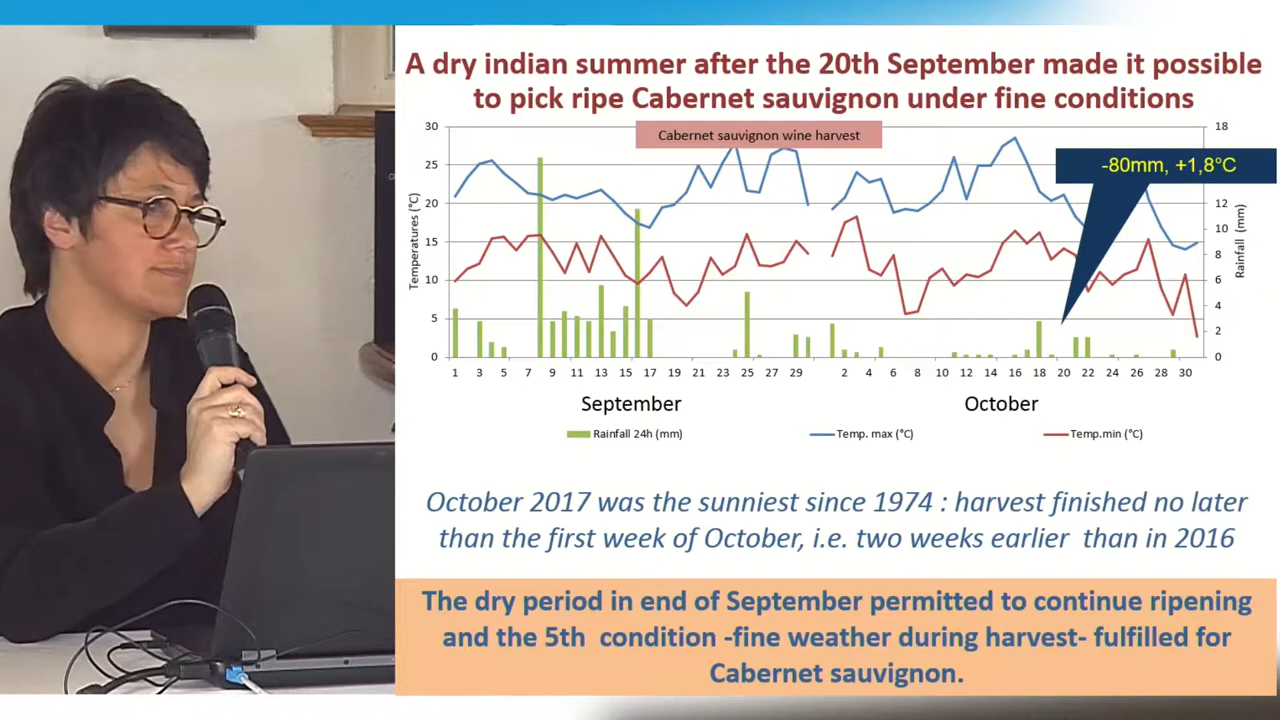 A dry indian summer after the 20th September made it possible
to pick ripe Cabernet sauvignon under fine conditions
Cabernet sauvignon wine harvest
-80mm, +1,8°C
30
25
20
15
10
5
0
Temperatures (°C)
18
12
10
8
6
4
2
0
Rainfall (mm)
1 3 5 7 9 11 13 15 17 19 21 23 25 27 29 2 4 6 8 10 12 14 16 18 20 22 24 26 28 30
September October
Rainfall 24h (mm) Temp. max (°C) Temp.min (°C)
October 2017 was the sunniest since 1974 : harvest finished no later
than the first week of October, i.e. two weeks earlier than in 2016
The dry period in end of September permitted to continue ripening
and the 5th condition -fine weather during harvest- fulfilled for
Cabernet sauvignon.